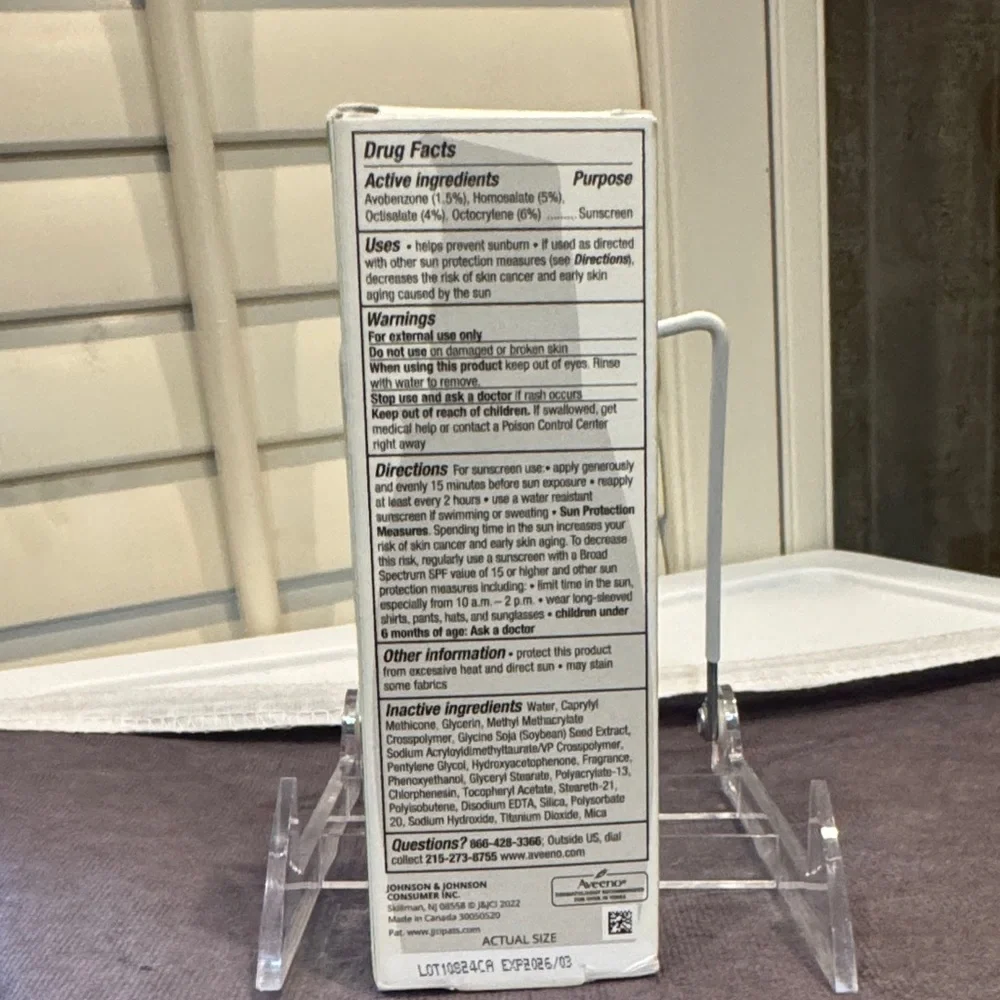 Drug Facts
Active ingredients Purpose
Avobenzone (1.5%), Homosalate (5%),
Octisalate (4%), Octocrylene (6%) ......... Sunscreen
Uses • helps prevent sunburn • if used as directed
with other sun protection measures (see Directions),
decreases the risk of skin cancer and early skin
aging caused by the sun
Warnings
For external use only
Do not use on damaged or broken skin
When using this product keep out of eyes. Rinse
with water to remove.
Stop use and ask a doctor if rash occurs
Keep out of reach of children. If swallowed, get
medical help or contact a Poison Control Center
right away
Directions For sunscreen use: • apply generously
and evenly 15 minutes before sun exposure • reapply
at least every 2 hours • use a water resistant
sunscreen if swimming or sweating • Sun Protection
Measures. Spending time in the sun increases your
risk of skin cancer and early skin aging. To decrease
this risk, regularly use a sunscreen with a Broad
Spectrum SPF value of 15 or higher and other sun
protection measures including: • limit time in the sun,
especially from 10 a.m. – 2 p.m. • wear long-sleeved
shirts, pants, hats, and sunglasses • children under
6 months of age: Ask a doctor
Other information • protect this product
from excessive heat and direct sun • may stain
some fabrics
Inactive ingredients Water, Caprylyl
Methicone, Glycerin, Methyl Methacrylate
Crosspolymer, Glycine Soja (Soybean) Seed Extract,
Sodium Acryloyldimethyltaurate/VP Crosspolymer,
Pentylene Glycol, Hydroxyacetophenone, Fragrance,
Phenoxyethanol, Glyceryl Stearate, Polyacrylate-13,
Chlorphenesin, Tocopheryl Acetate, Steareth-21,
Polyisobutene, Disodium EDTA, Silica, Polysorbate
20, Sodium Hydroxide, Titanium Dioxide, Mica
Questions? 866-428-3366; Outside US, dial
collect 215-273-8755 www.aveeno.com
JOHNSON & JOHNSON
CONSUMER INC.
Skillman, NJ 08558 © J&JCI 2022
Made in Canada 30050520
Pat. www.jjcipats.com
Aveeno®
DERMATOLOGIST RECOMMENDED
FOR OVER 70 YEARS
ACTUAL SIZE
LOT10824CA EXP2026/03